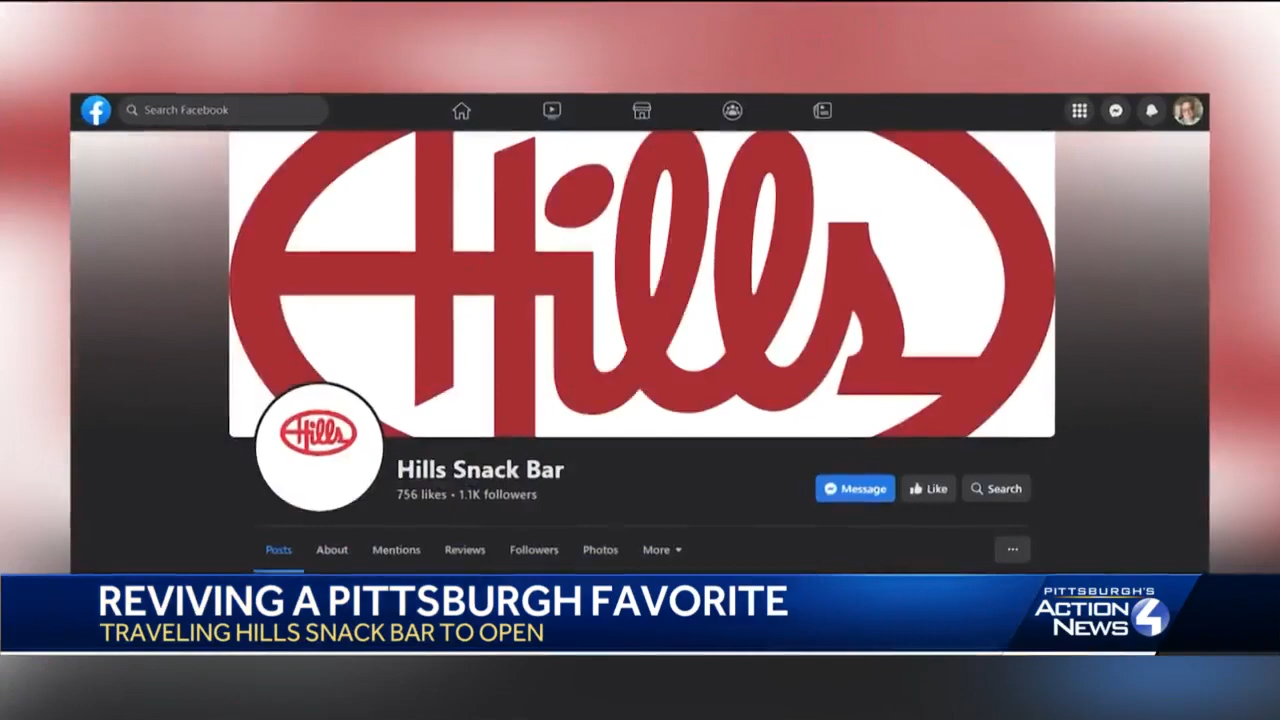 Search Facebook
Hills
Hills
Hills Snack Bar
756 likes • 1.1K followers
Message
Like
Search
Posts
About
Mentions
Reviews
Followers
Photos
More
...
REVIVING A PITTSBURGH FAVORITE
TRAVELING HILLS SNACK BAR TO OPEN
PITTSBURGH'S
ACTION
NEWS 4